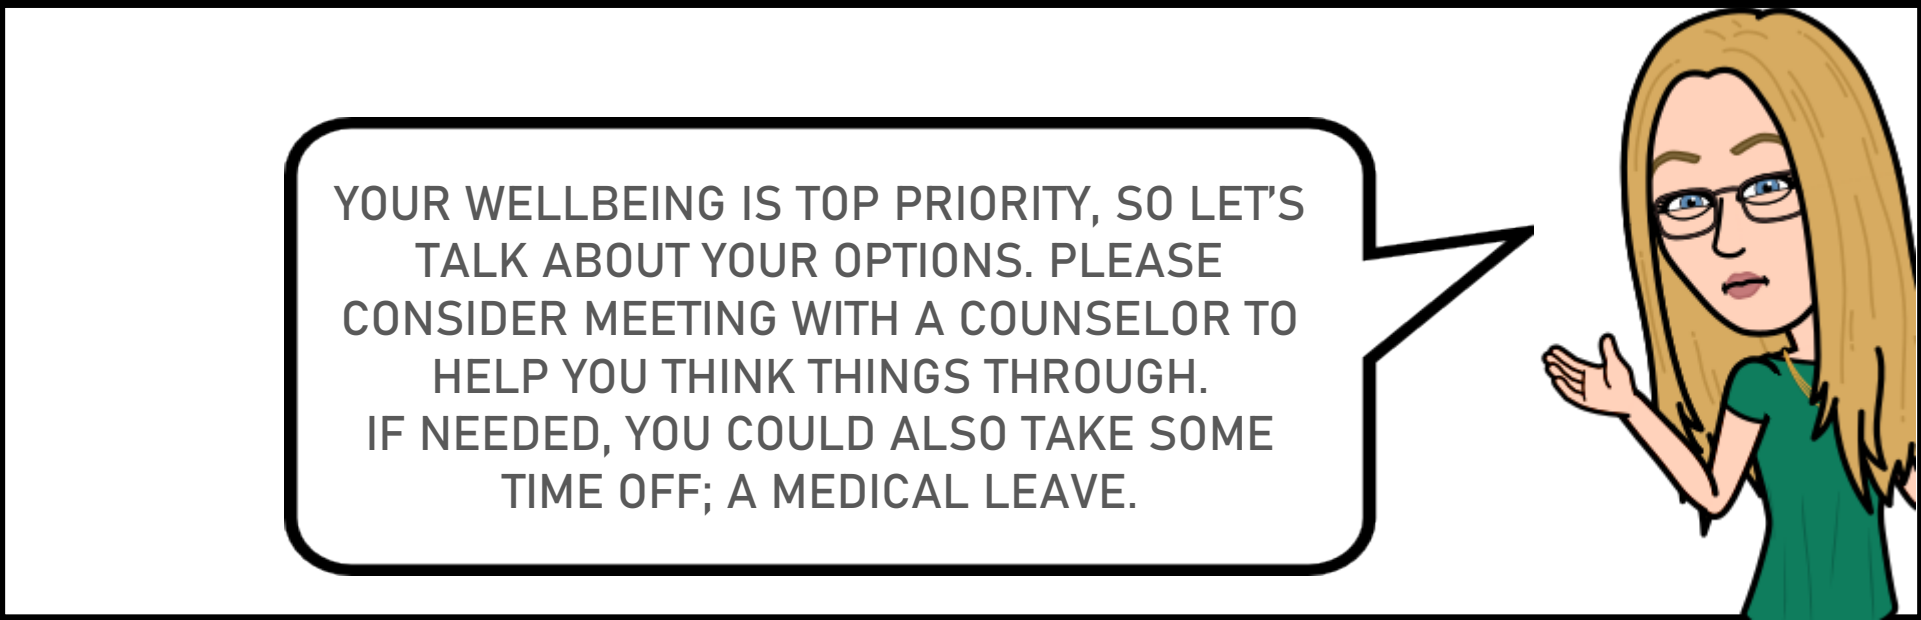 YOUR WELLBEING IS TOP PRIORITY, SO LET'S
TALK ABOUT YOUR OPTIONS. PLEASE
CONSIDER MEETING WITH A COUNSELOR TO
HELP YOU THINK THINGS THROUGH.
IF NEEDED, YOU COULD ALSO TAKE SOME
TIME OFF; A MEDICAL LEAVE.